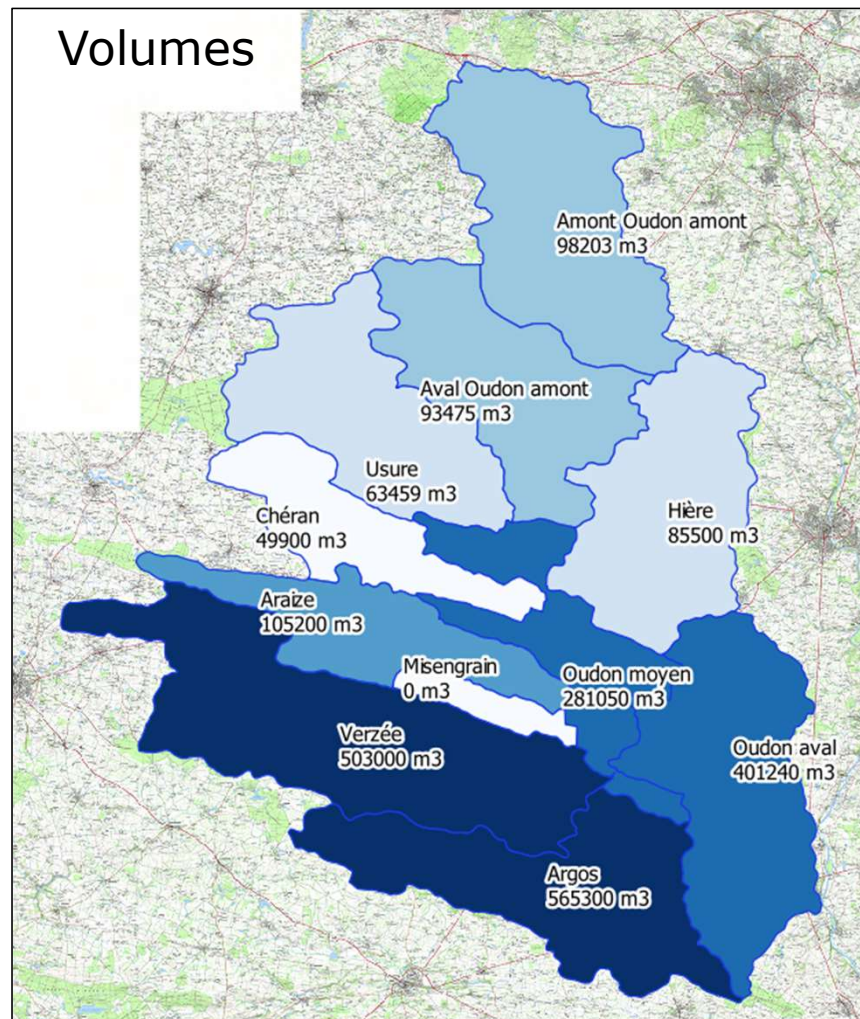 Volumes
Amont Oudon amont
98203 m3
Aval Oudon amont
93475 m3
Usure
63459 m3
Hière
85500 m3
Chéran
49900 m3
Araize
105200 m3
Misengrain
0 m3
Oudon moyen
281050 m3
Verzée
503000 m3
Oudon aval
401240 m3
Argos
565300 m3